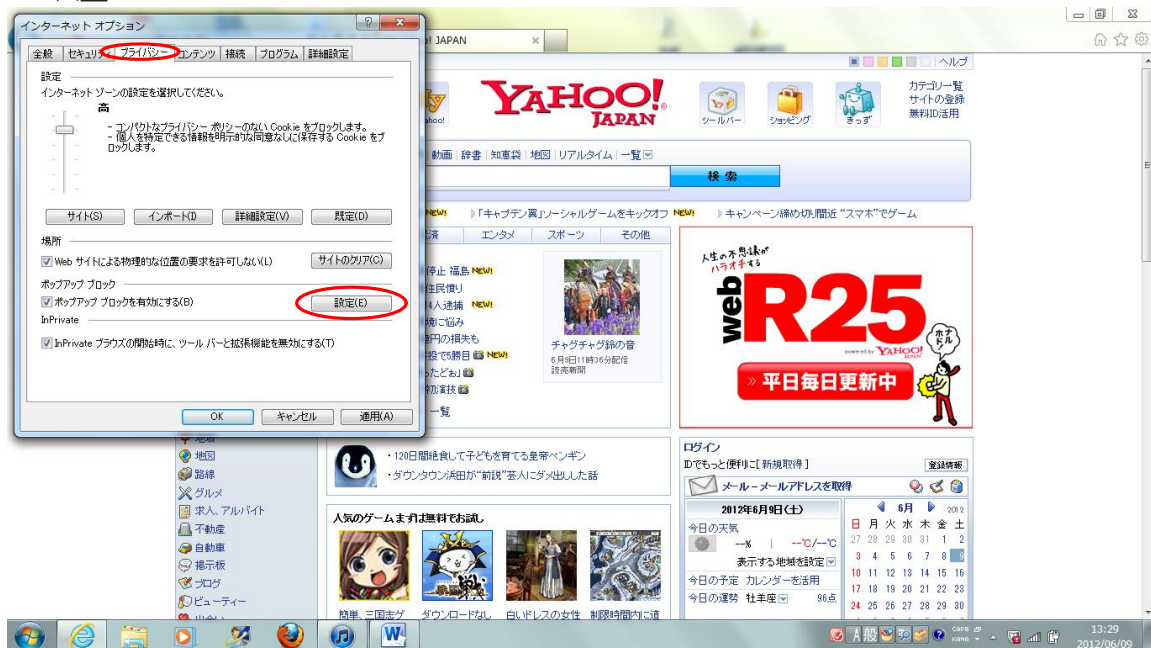 インターネット オプション
全般 セキュリティ プライバシー コンテンツ 接続 プログラム 詳細設定
設定
インターネット ゾーンの設定を選択してください。
高
- コンパクトなプライバシー ポリシーのない Cookie をブロックします。
- 個人を特定できる情報を明示的な同意なしに保存する Cookie をブロックします。
サイト(S) インポート(I) 詳細設定(V) 既定(D)
場所
Web サイトによる物理的な位置の要求を許可しない(L) サイトのクリア(C)
ポップアップ ブロック
ポップアップ ブロックを有効にする(B) 設定(E)
InPrivate
InPrivate ブラウズの開始時に、ツール バーと拡張機能を無効にする(T)
OK キャンセル 適用(A)
JAPAN
ヘルプ
YAHOO!
JAPAN
ツールバー ショッピング きっず
カテゴリ一覧
サイトの登録
無料ID活用
動画 辞書 知恵袋 地図 リアルタイム 一覧
検索
NEW! 「キャプテン翼」ソーシャルゲームをキックオフ NEW! キャンペーン締め切り間近 “スマホ”でゲーム
エンタメ スポーツ その他
停止 福島 NEW!
住民憤り
4人逮捕 NEW!
境に悩み
円の損失も
投で5勝目 NEW!
ったどぉ」
初演技
一覧
チャグチャグ鈴の音
6月9日11時36分配信
読売新聞
人生の不思議が
ハラオチする
web R25
powered by YAHOO!
ホナドル!
平日毎日更新中
地域
地図
路線
グルメ
求人、アルバイト
不動産
自動車
掲示板
ブログ
ビューティー
・120日間絶食して子どもを育てる皇帝ペンギン
・ダウンタウン浜田が“前説”芸人にダメ出しした話
人気のゲームまずは無料でお試し
簡単、三国志ゲ ダウンロードなし 白いドレスの女性 制限時間内に道
ログイン
IDでもっと便利に[ 新規取得 ] 登録情報
メール - メールアドレスを取得
2012年6月9日(土)
今日の天気
--% | --℃/--℃
表示する地域を設定
今日の予定 カレンダーを活用
今日の運勢 牡羊座 96点
6月 2012
日 月 火 水 木 金 土
27 28 29 30 31 1 2
3 4 5 6 7 8 9
10 11 12 13 14 15 16
17 18 19 20 21 22 23
24 25 26 27 28 29 30
A 般 CAPS KANA
13:29
2012/06/09